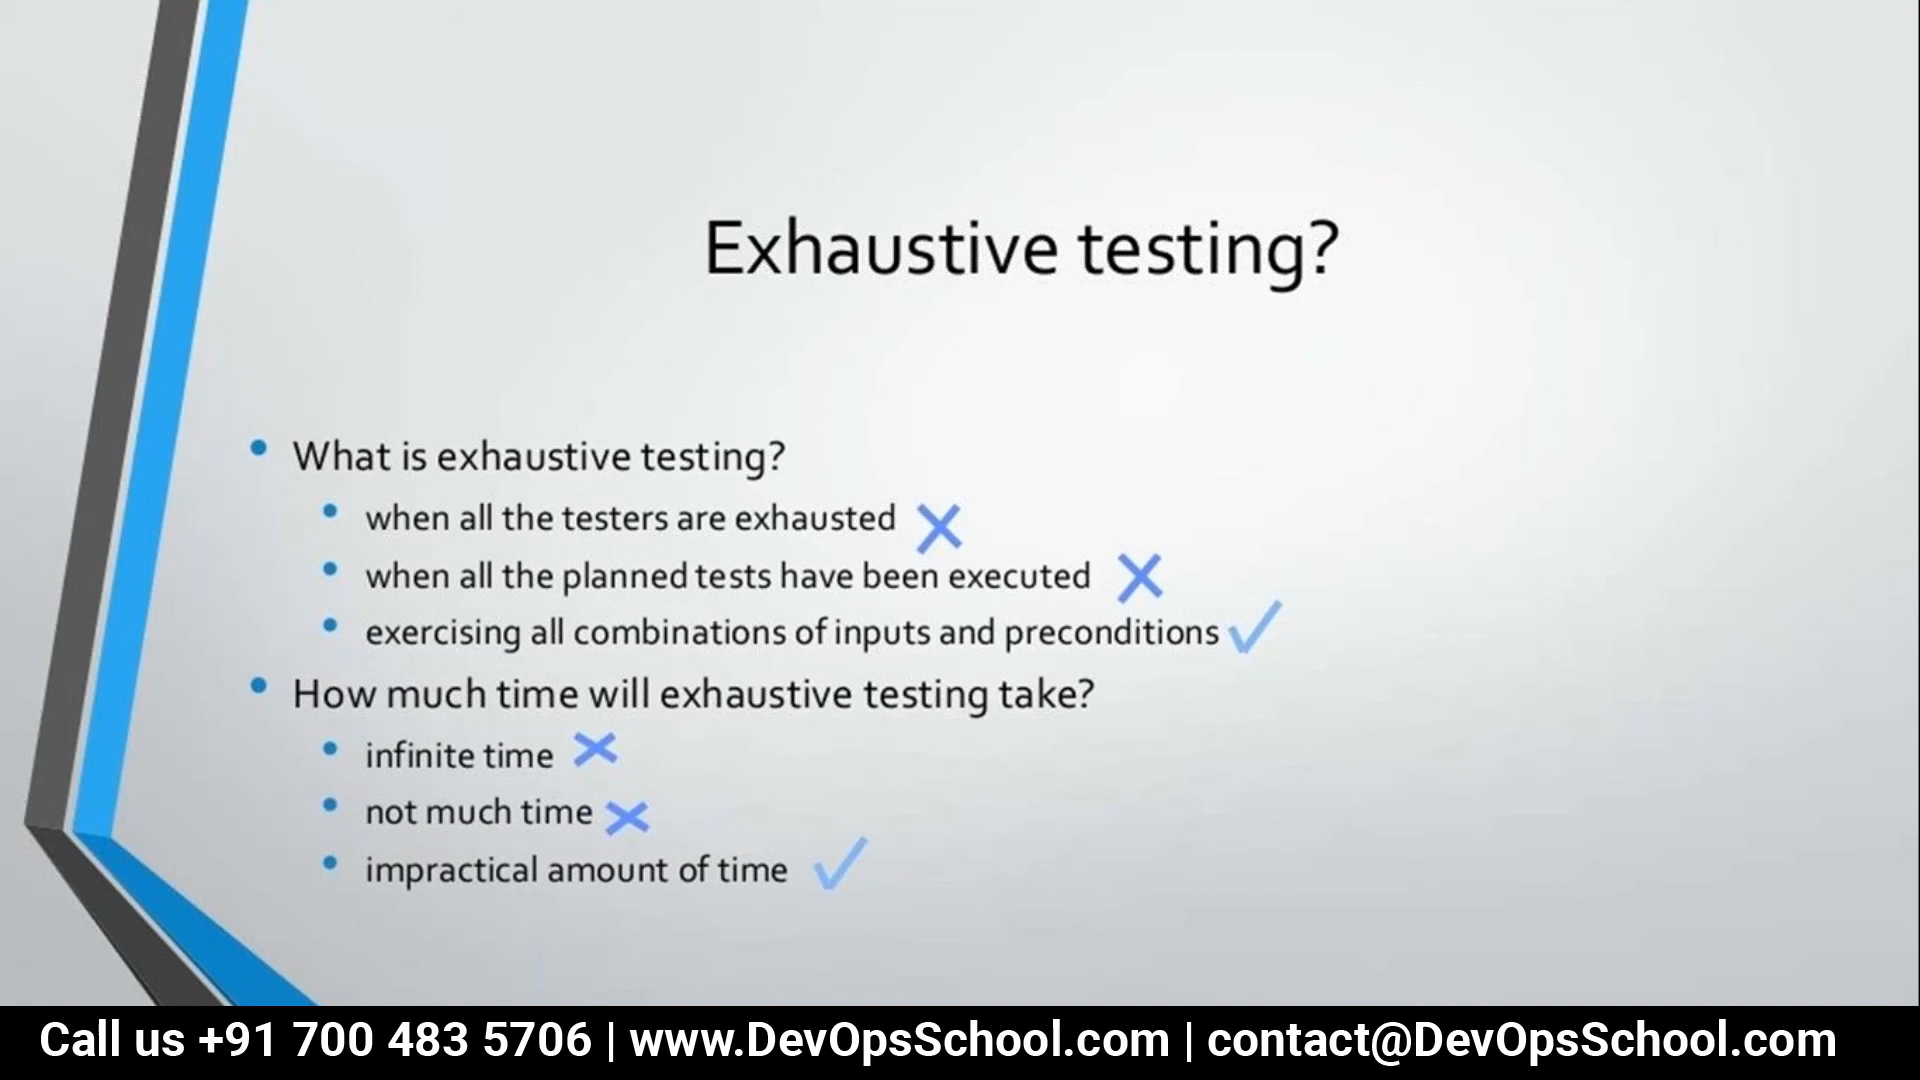 Exhaustive testing?
What is exhaustive testing?
when all the testers are exhausted
when all the planned tests have been executed
exercising all combinations of inputs and preconditions
How much time will exhaustive testing take?
infinite time
not much time
impractical amount of time
Call us +91 700 483 5706 | www.DevOpsSchool.com | contact@DevOpsSchool.com